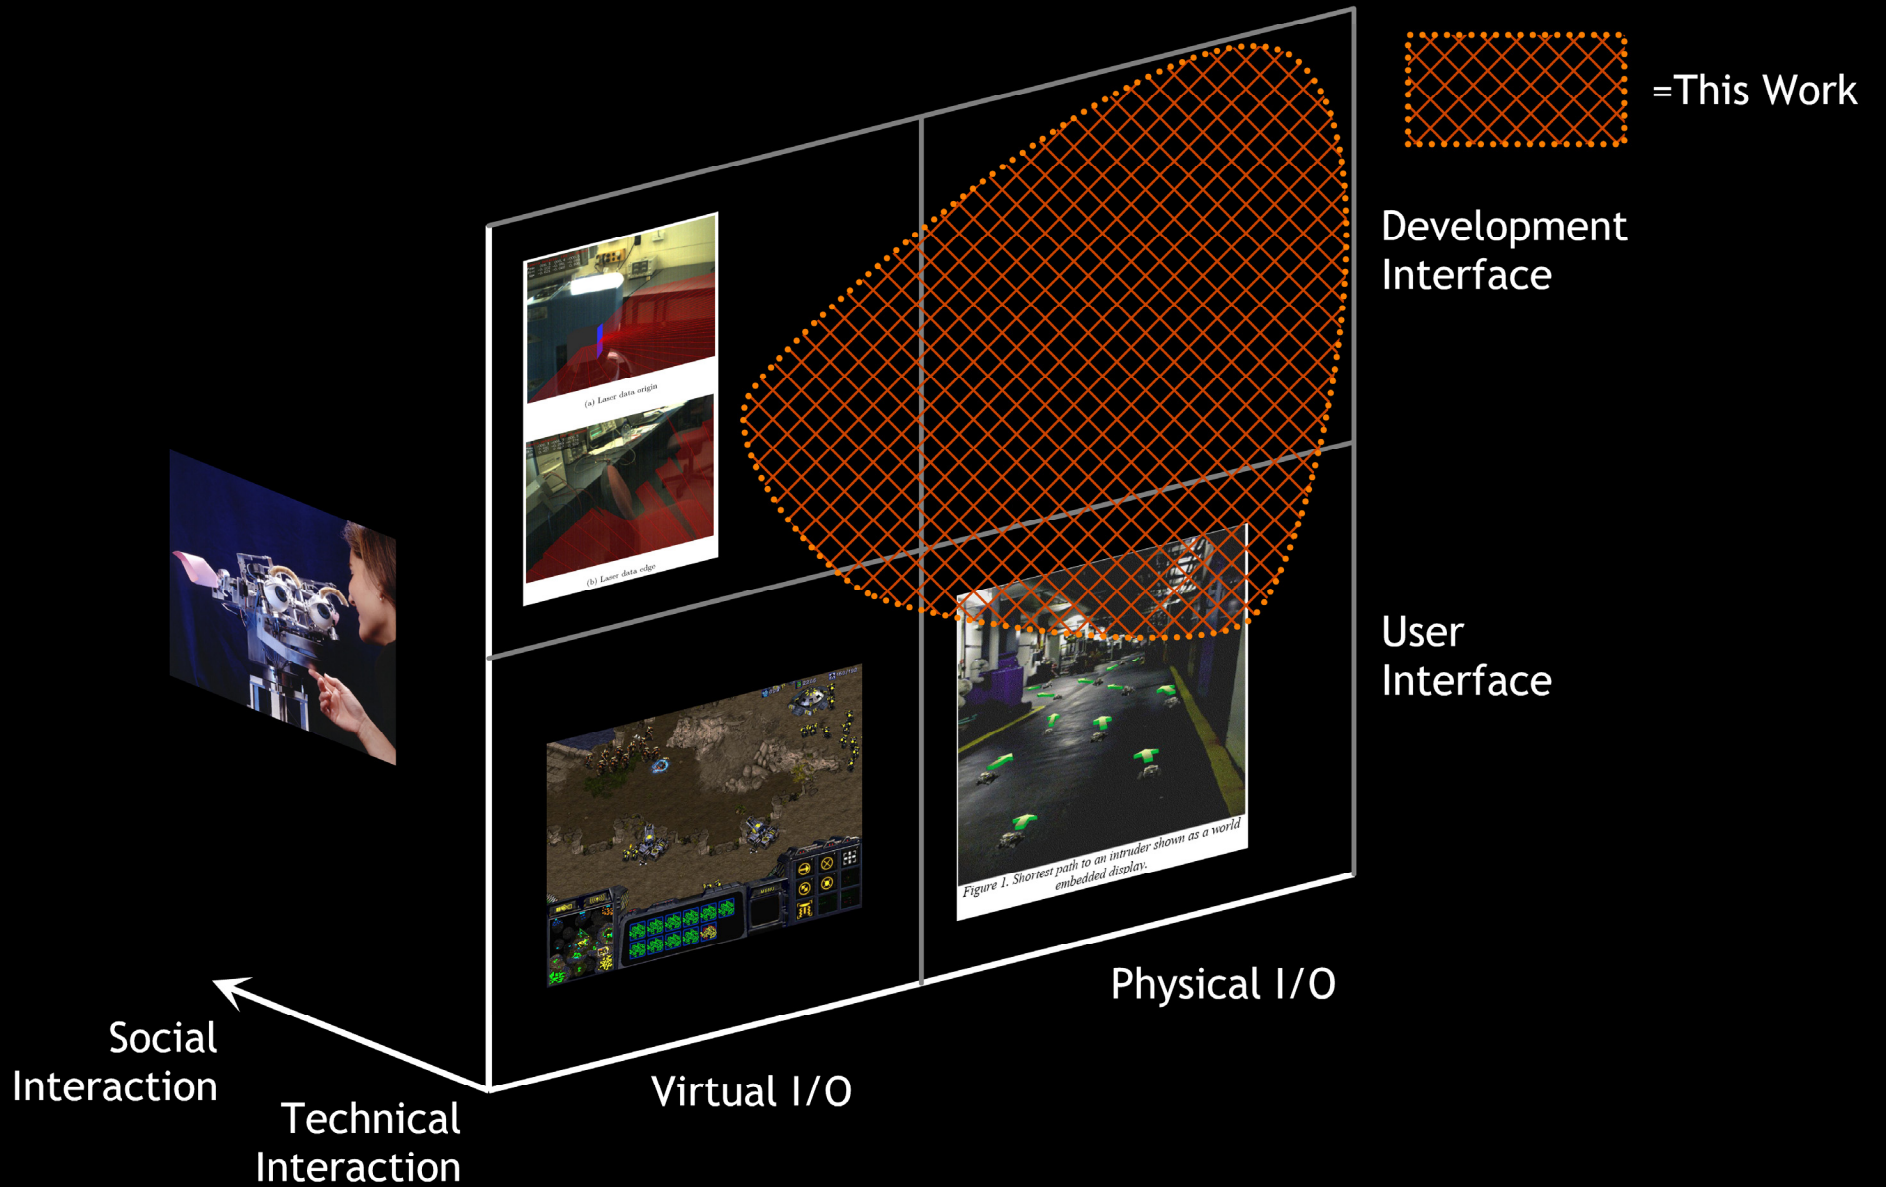 =This Work
Development
Interface
(a) Laser data origin
(b) Laser data edge
User
Interface
Figure 1. Shortest path to an intruder shown as a world
embedded display.
Physical I/O
Virtual I/O
Social
Interaction
Technical
Interaction